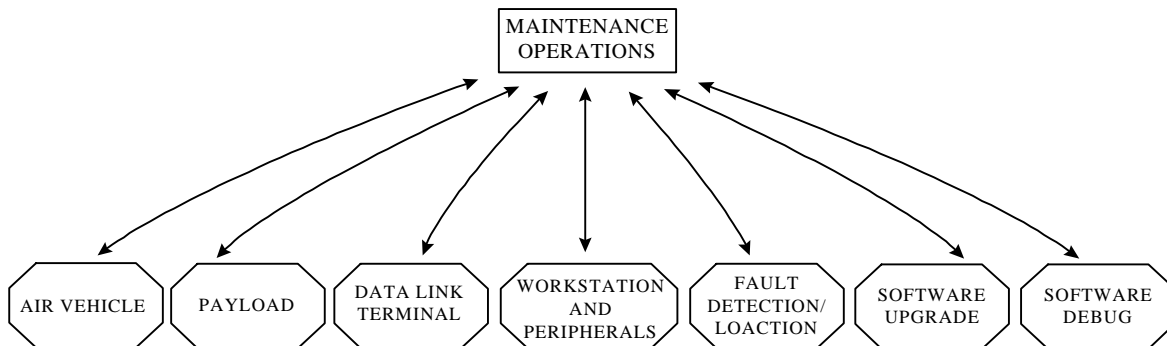 MAINTENANCE
OPERATIONS
AIR VEHICLE
PAYLOAD
DATA LINK
TERMINAL
WORKSTATION
AND
PERIPHERALS
FAULT
DETECTION/
LOACTION
SOFTWARE
UPGRADE
SOFTWARE
DEBUG